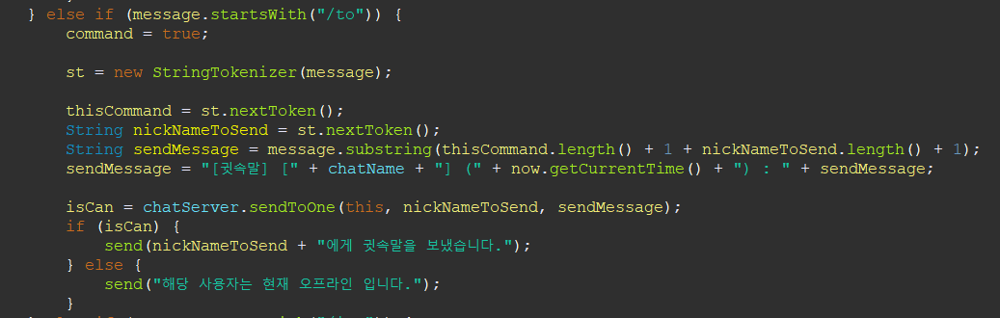 } else if (message.startsWith("/to")) {
command = true;
st = new StringTokenizer(message);
thisCommand = st.nextToken();
String nickNameToSend = st.nextToken();
String sendMessage = message.substring(thisCommand.length() + 1 + nickNameToSend.length() + 1);
sendMessage = "[귓속말] [" + chatName + "] (" + now.getCurrentTime() + ") : " + sendMessage;
isCan = chatServer.sendToOne(this, nickNameToSend, sendMessage);
if (isCan) {
send(nickNameToSend + "에게 귓속말을 보냈습니다.");
} else {
send("해당 사용자는 현재 오프라인 입니다.");
}